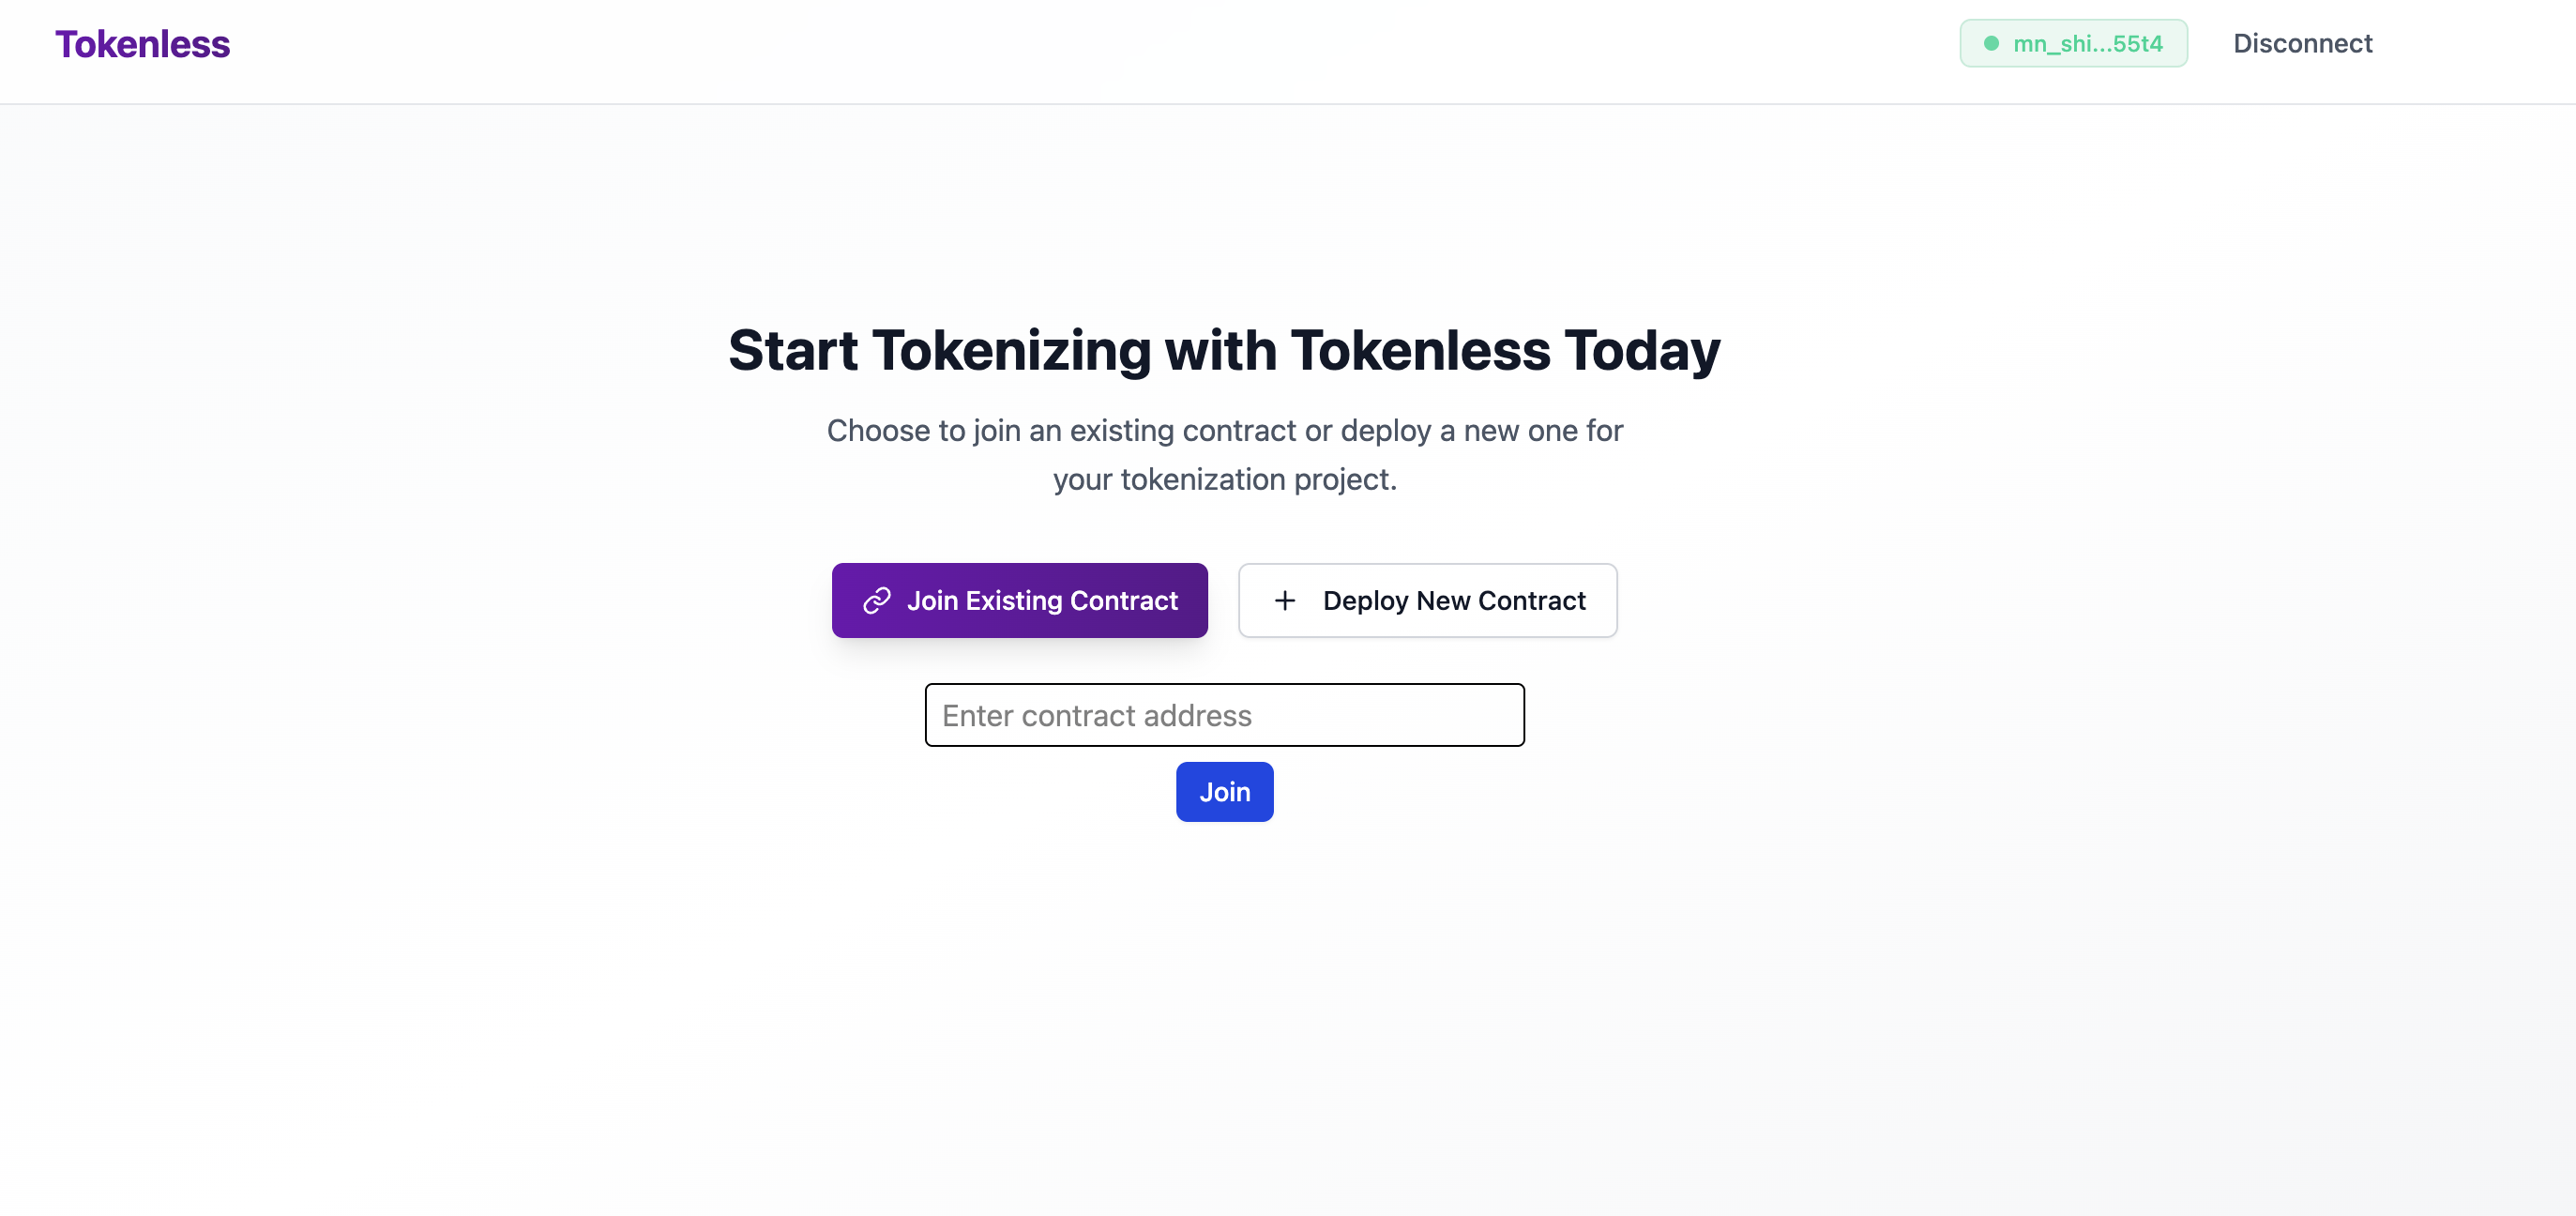 Tokenless
mn_shi...55t4
Disconnect
Start Tokenizing with Tokenless Today
Choose to join an existing contract or deploy a new one for
your tokenization project.
Join Existing Contract
Deploy New Contract
Enter contract address
Join